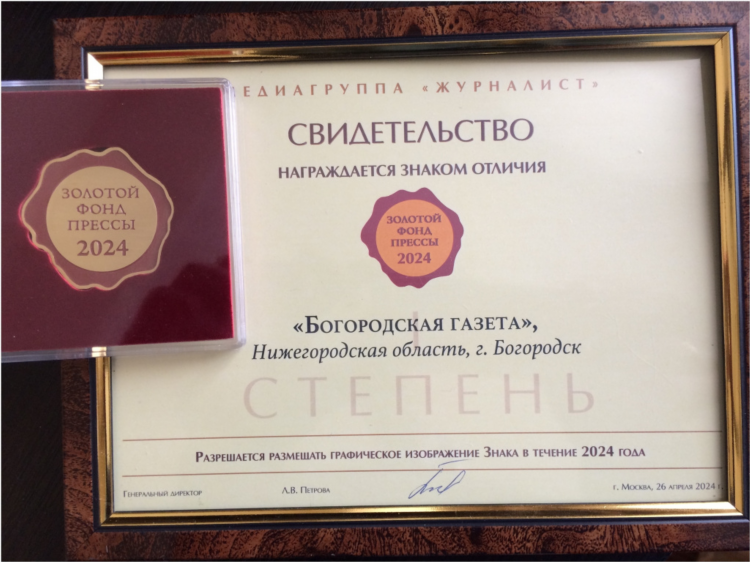 ЗОЛОТОЙ
ФОНД
ПРЕССЫ
2024
ЕДИАГРУППА «ЖУРНАЛИСТ»
СВИДЕТЕЛЬСТВО
НАГРАЖДАЕТСЯ ЗНАКОМ ОТЛИЧИЯ
ЗОЛОТОЙ
ФОНД
ПРЕССЫ
2024
I
«БОГОРОДСКАЯ ГАЗЕТА»,
Нижегородская область, г. Богородск
СТЕПЕНЬ
РАЗРЕШАЕТСЯ РАЗМЕЩАТЬ ГРАФИЧЕСКОЕ ИЗОБРАЖЕНИЕ ЗНАКА В ТЕЧЕНИЕ 2024 ГОДА
ГЕНЕРАЛЬНЫЙ ДИРЕКТОР Л.В. ПЕТРОВА г. МОСКВА, 26 АПРЕЛЯ 2024 г.